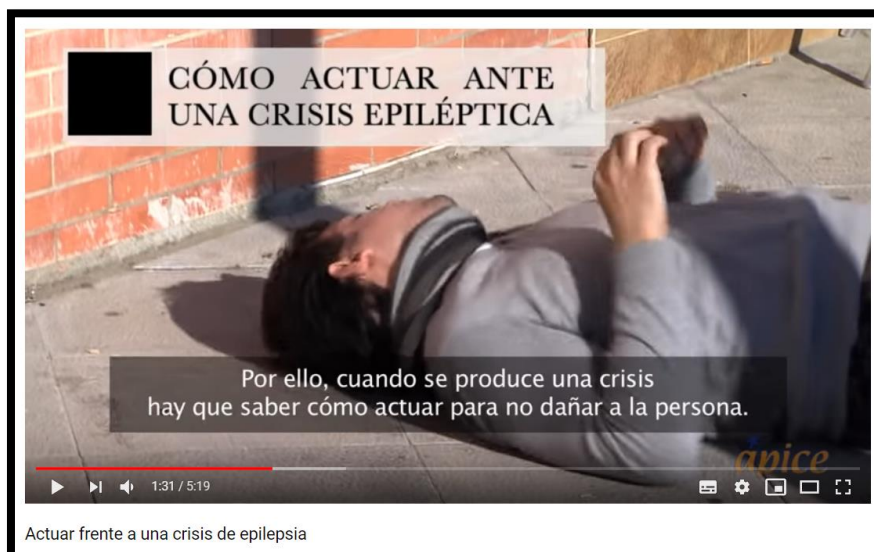 CÓMO ACTUAR ANTE
UNA CRISIS EPILÉPTICA
Por ello, cuando se produce una crisis
hay que saber cómo actuar para no dañar a la persona.
ápice
1:31 / 5:19
Actuar frente a una crisis de epilepsia